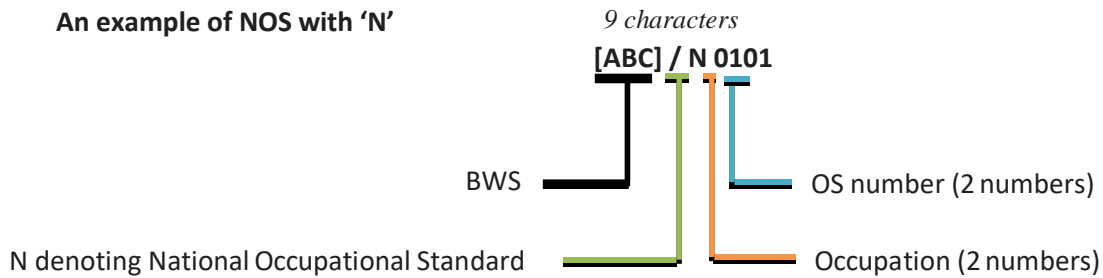 An example of NOS with ‘N’
9 characters
[ABC] / N 0101
BWS
OS number (2 numbers)
N denoting National Occupational Standard
Occupation (2 numbers)